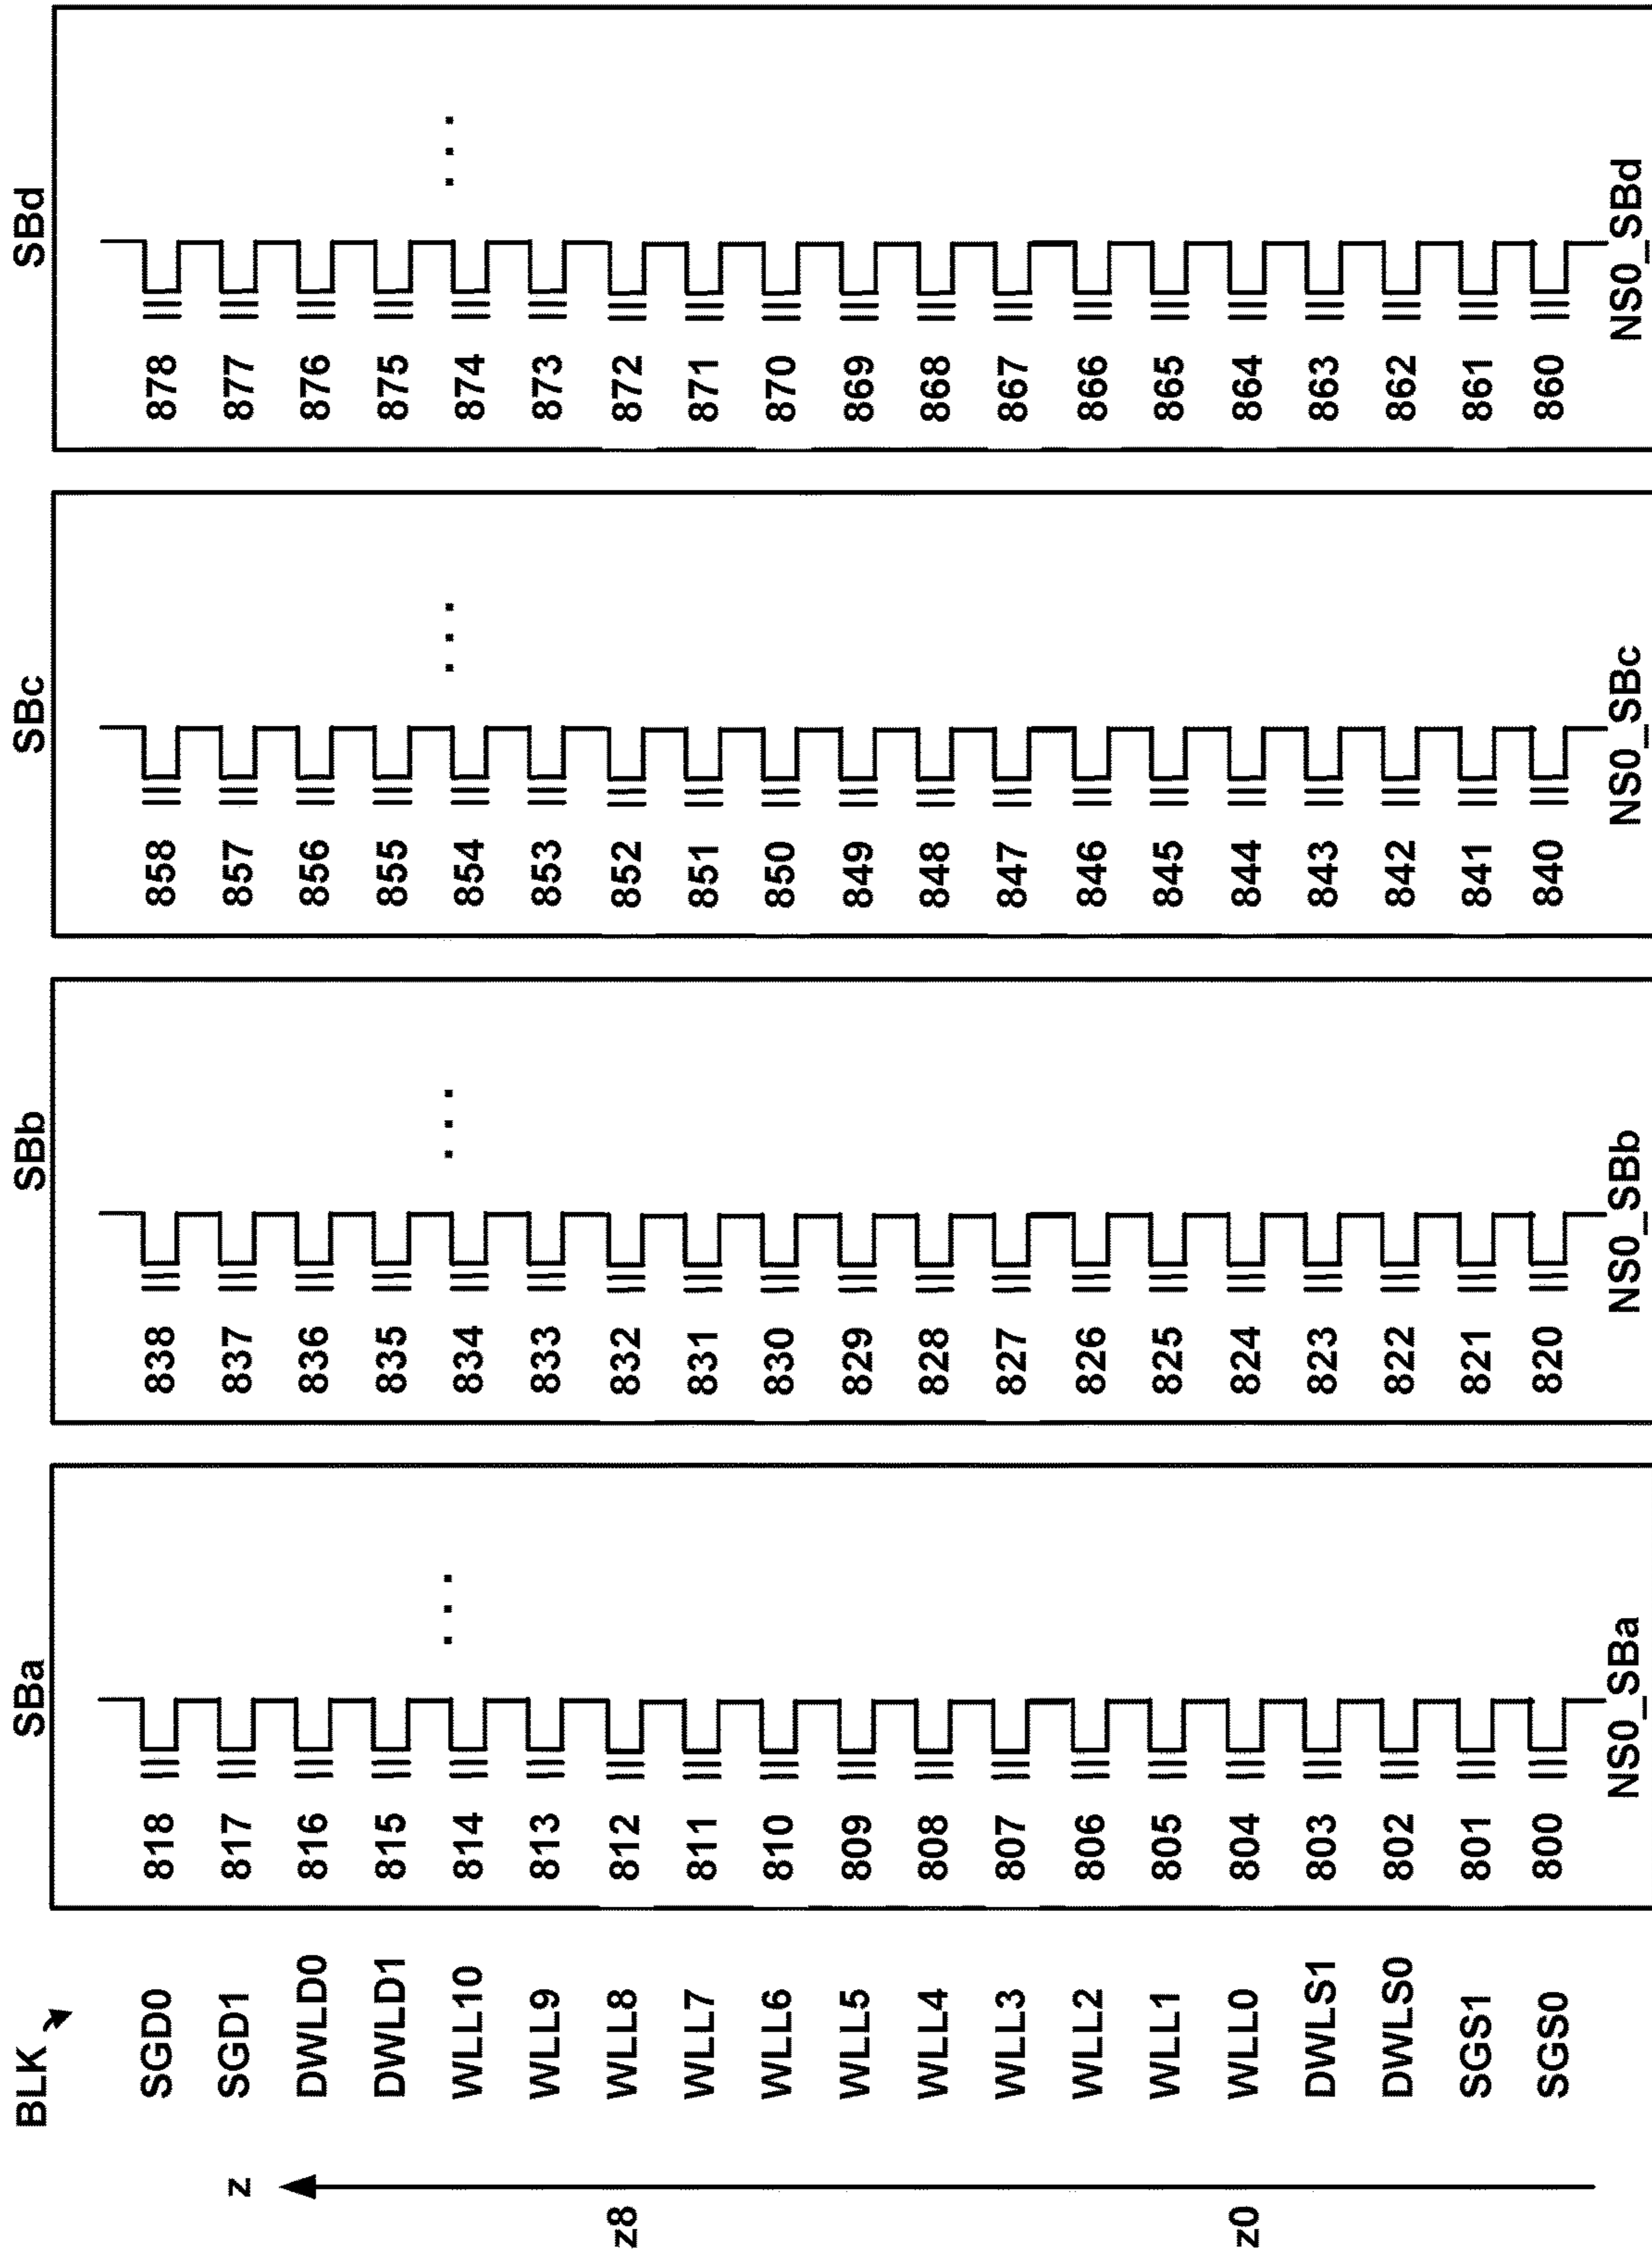 BLK SBa SBb SBc SBd
SGD0 818 838 858 878
z SGD1 817 837 857 877
DWLD0 816 836 856 876
DWLD1 815 835 855 875
WLL10 814 834 854 874
WLL9 813 833 853 873
z8 WLL8 812 832 852 872
WLL7 811 831 851 871
WLL6 810 830 850 870
WLL5 809 829 849 869
WLL4 808 828 848 868
WLL3 807 827 847 867
WLL2 806 826 846 866
WLL1 805 825 845 865
z0 WLL0 804 824 844 864
DWLS1 803 823 843 863
DWLS0 802 822 842 862
SGS1 801 821 841 861
SGS0 800 820 840 860
NS0_SBa NS0_SBb NS0_SBc NS0_SBd